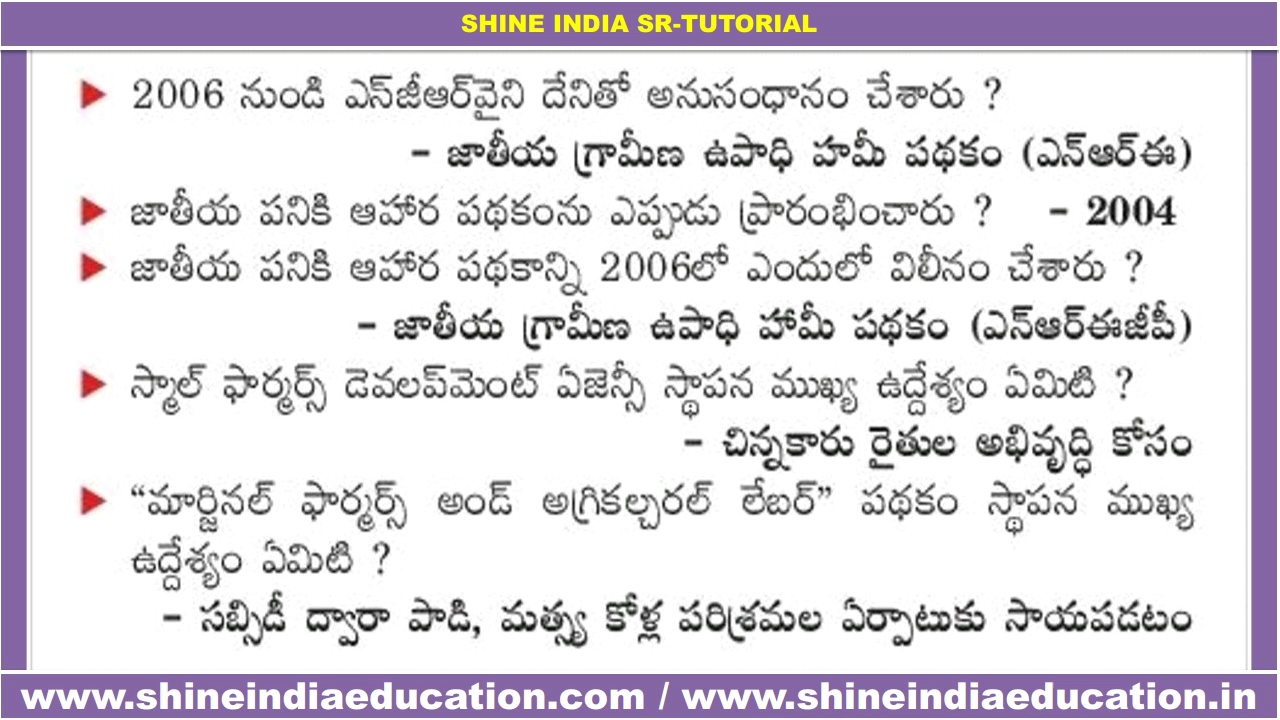 SHINE INDIA SR-TUTORIAL
2006 నుండి ఎస్‌జీఆర్‌వైని దేనితో అనుసంధానం చేశారు ?
– జాతీయ గ్రామీణ ఉపాధి హమీ పథకం (ఎన్ఆర్ఈ)
జాతీయ పనికి ఆహార పథకంను ఎప్పుడు ప్రారంభించారు ? – 2004
జాతీయ పనికి ఆహార పథకాన్ని 2006లో ఎందులో విలీనం చేశారు ?
– జాతీయ గ్రామీణ ఉపాధి హామీ పథకం (ఎన్ఆర్ఈజీపీ)
స్మాల్ ఫార్మర్స్ డెవలప్‌మెంట్ ఏజెన్సీ స్థాపన ముఖ్య ఉద్దేశ్యం ఏమిటి ?
– చిన్నకారు రైతుల అభివృద్ధి కోసం
“మార్జినల్ ఫార్మర్స్ అండ్ అగ్రికల్చరల్ లేబర్” పథకం స్థాపన ముఖ్య
ఉద్దేశ్యం ఏమిటి ?
– సబ్సిడీ ద్వారా పాడి, మత్స్య కోళ్ల పరిశ్రమల ఏర్పాటుకు సాయపడటం
www.shineindiaeducation.com / www.shineindiaeducation.in